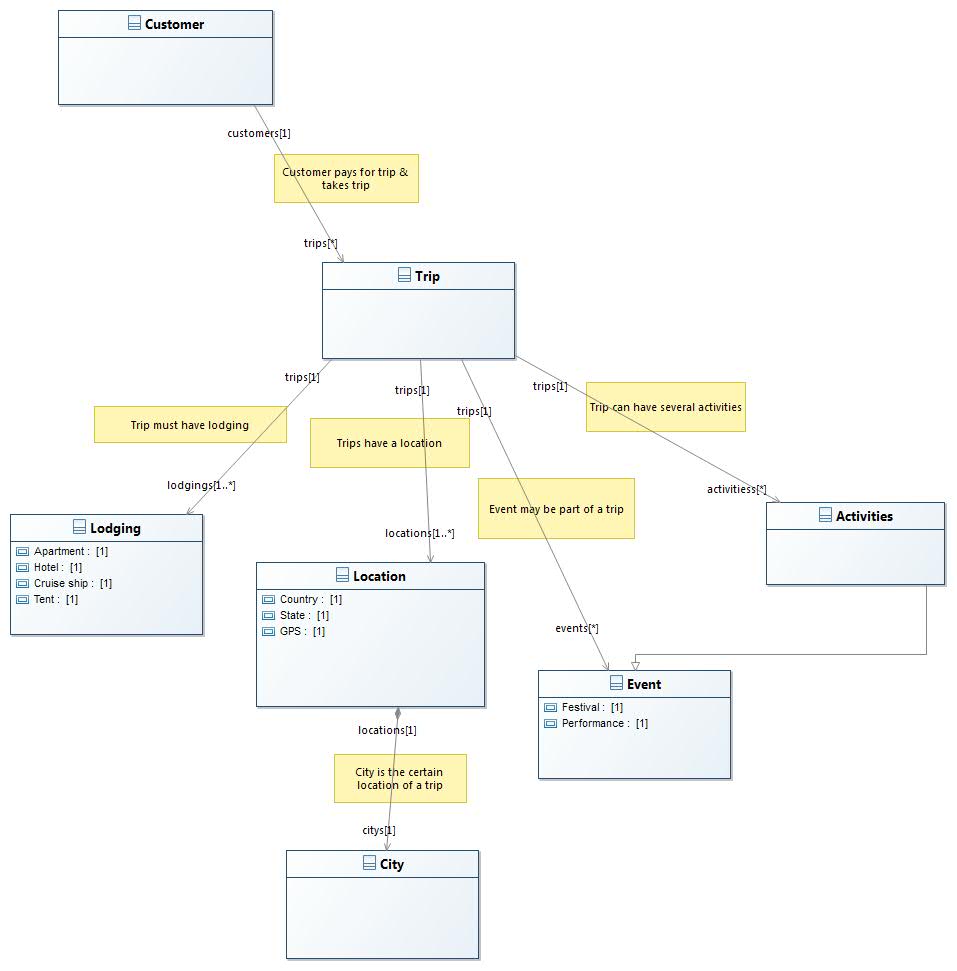 Customer
customers[1]
Customer pays for trip &
takes trip
trips[*]
Trip
trips[1]
trips[1]
trips[1]
trips[1]
Trip can have several activities
Trip must have lodging
Trips have a location
lodgings[1..*]
activitiess[*]
Event may be part of a trip
Activities
Lodging
Apartment : [1]
Hotel : [1]
Cruise ship : [1]
Tent : [1]
locations[1..*]
Location
Country : [1]
State : [1]
GPS : [1]
events[*]
Event
Festival : [1]
Performance : [1]
locations[1]
City is the certain
location of a trip
citys[1]
City